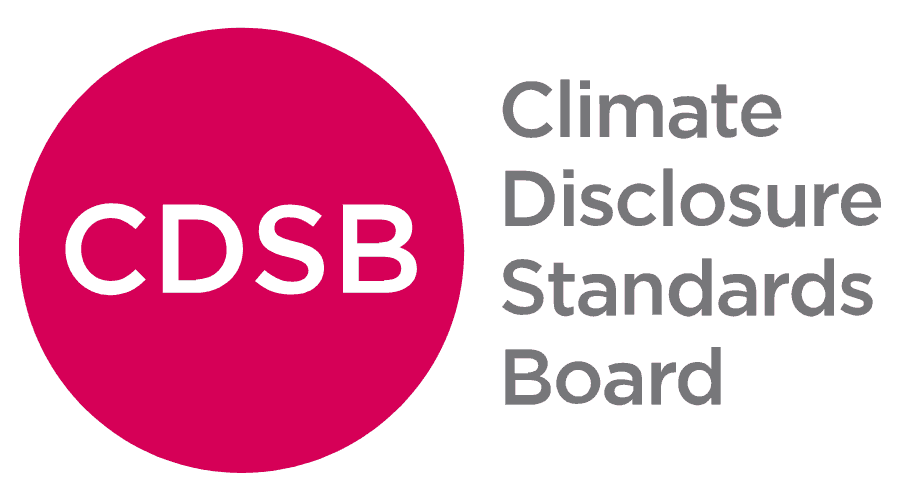 CDSB
Climate
Disclosure
Standards
Board